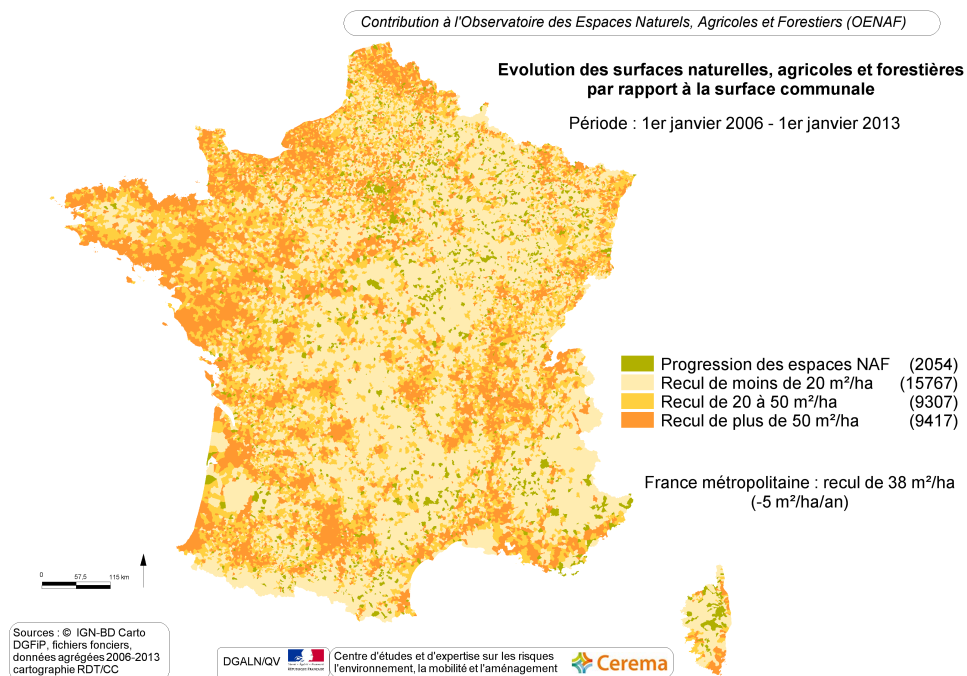 Contribution à l'Observatoire des Espaces Naturels, Agricoles et Forestiers (OENAF)
Evolution des surfaces naturelles, agricoles et forestières
par rapport à la surface communale
Période : 1er janvier 2006 - 1er janvier 2013
Progression des espaces NAF (2054)
Recul de moins de 20 m²/ha (15767)
Recul de 20 à 50 m²/ha (9307)
Recul de plus de 50 m²/ha (9417)
France métropolitaine : recul de 38 m²/ha
(-5 m²/ha/an)
0 57,5 115 km
Sources : © IGN-BD Carto
DGFiP, fichiers fonciers,
données agrégées 2006-2013
cartographie RDT/CC
DGALN/QV
RÉPUBLIQUE FRANÇAISE
Centre d'études et d'expertise sur les risques
l'environnement, la mobilité et l'aménagement
Cerema